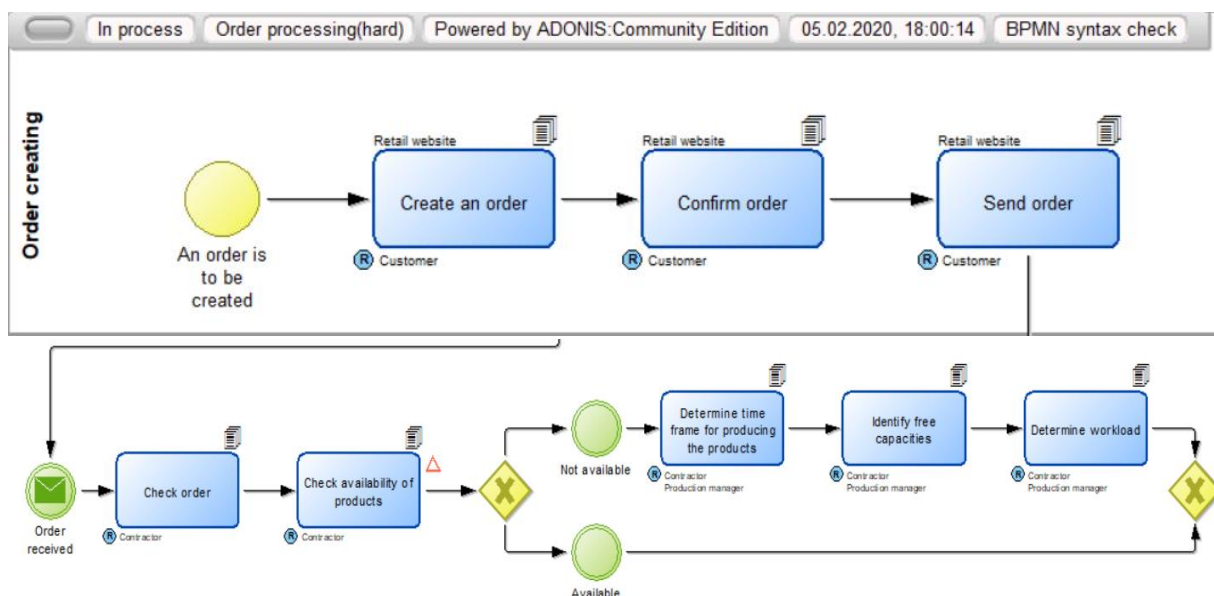 In process Order processing(hard) Powered by ADONIS:Community Edition 05.02.2020, 18:00:14 BPMN syntax check
Order creating
Retail website
Create an order
R Customer
Retail website
Confirm order
R Customer
Retail website
Send order
R Customer
An order is
to be
created
Order
received
Check order
R Contractor
Check availability of
products
R Contractor
Not available
Available
Determine time
frame for producing
the products
R Contractor
Production manager
Identify free
capacities
R Contractor
Production manager
Determine workload
R Contractor
Production manager